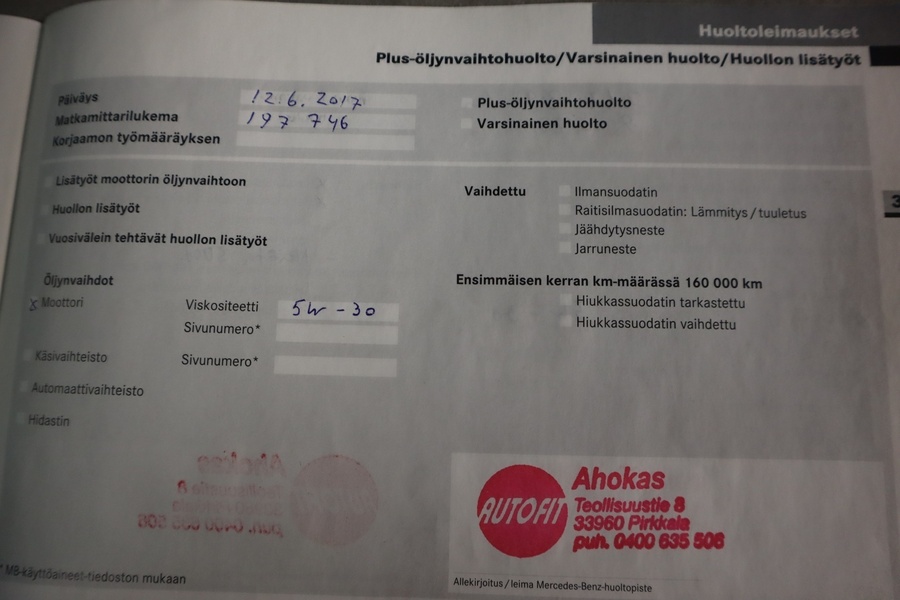 Huoltoleimaukset
Plus-öljynvaihtohuolto/Varsinainen huolto/Huollon lisätyöt
Päiväys 12.6.2017
Matkamittarilukema 197 746
Korjaamon työmääräyksen
Plus-öljynvaihtohuolto
Varsinainen huolto
3
Lisätyöt moottorin öljynvaihtoon
Huollon lisätyöt
Vuosivälein tehtävät huollon lisätyöt
Vaihdettu
Ilmansuodatin
Raitisilmasuodatin: Lämmitys/tuuletus
Jäähdytysneste
Jarruneste
Öljynvaihdot
x Moottori Viskositeetti 5W-30
Sivunumero*
Käsivaihteisto Sivunumero*
Automaattivaihteisto
Hidastin
Ensimmäisen kerran km-määrässä 160 000 km
Hiukkassuodatin tarkastettu
Hiukkassuodatin vaihdettu
AUTOFIT
Ahokas
Teollisuustie 8
33960 Pirkkala
puh. 0400 635 506
* MB-käyttöaineet-tiedoston mukaan
Allekirjoitus/leima Mercedes-Benz-huoltopiste